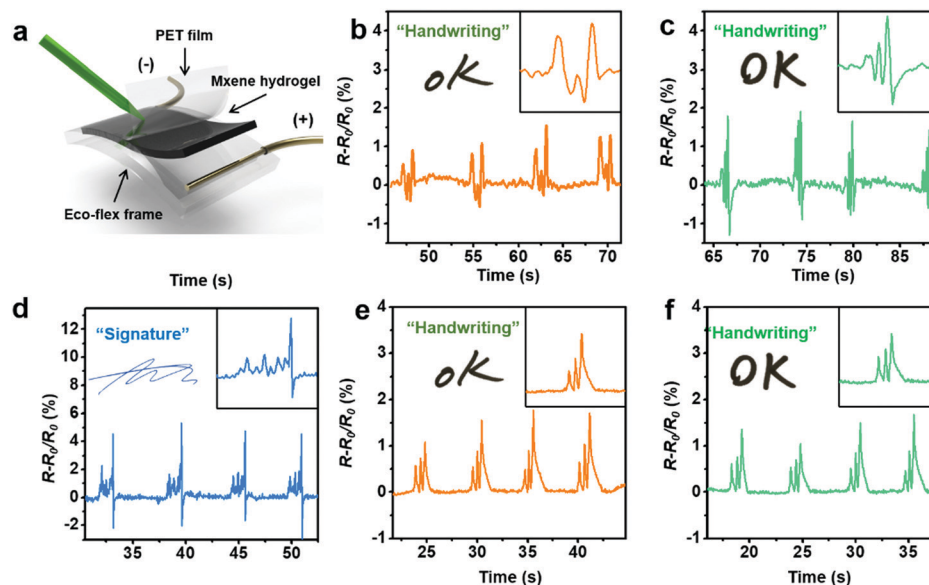 a
PET film
(-)
Mxene hydrogel
(+)
Eco-flex frame
b
"Handwriting"
OK
R-R0/R0 (%)
5
4
3
2
1
0
-1
50 55 60 65 70
Time (s)
c
"Handwriting"
OK
R-R0/R0 (%)
5
4
3
2
1
0
-1
65 70 75 80 85
Time (s)
Time (s)
d
"Signature"
R-R0/R0 (%)
12
10
8
6
4
2
0
-2
35 40 45 50
Time (s)
e
"Handwriting"
OK
R-R0/R0 (%)
4
3
2
1
0
-1
25 30 35 40
Time (s)
f
"Handwriting"
OK
R-R0/R0 (%)
4
3
2
1
0
-1
20 25 30 35
Time (s)